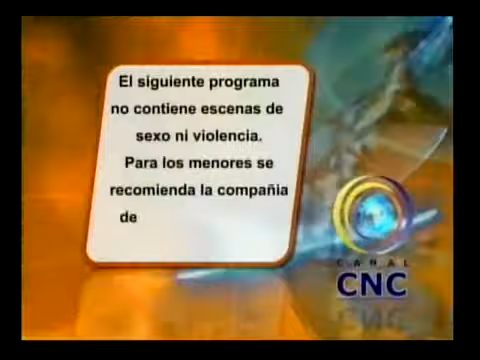 El siguiente programa
no contiene escenas de
sexo ni violencia.
Para los menores se
recomienda la compañia
de
CANAL
CNC